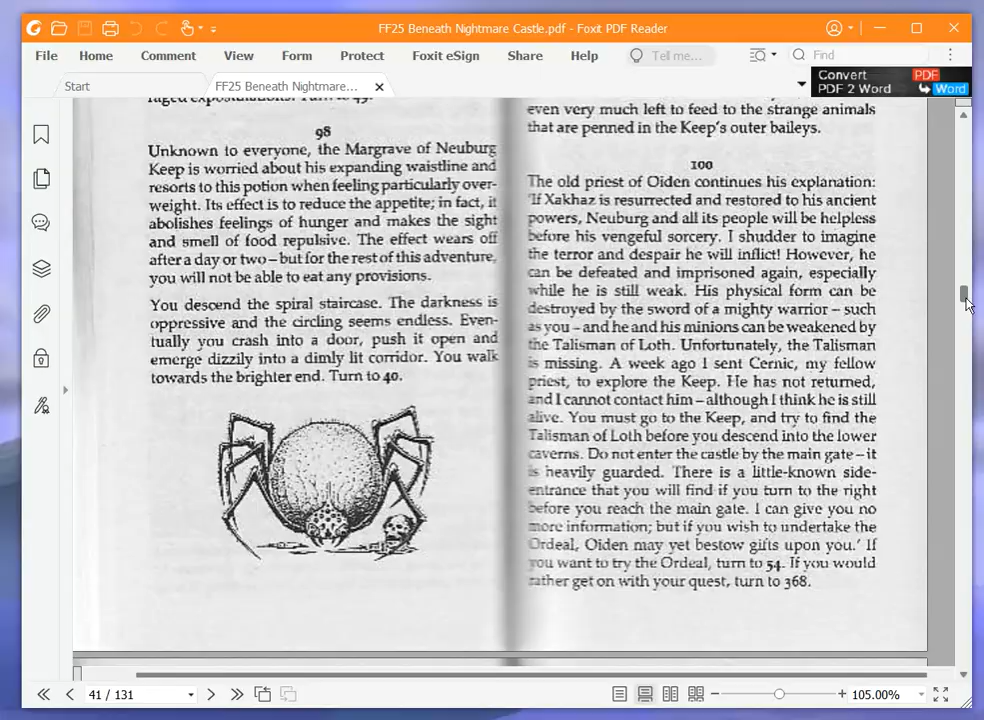 FF25 Beneath Nightmare Castle.pdf - Foxit PDF Reader
File Home Comment View Form Protect Foxit eSign Share Help Tell me... Find
Start
FF25 Beneath Nightmare...
Convert PDF
PDF 2 Word Word
98
Unknown to everyone, the Margrave of Neuburg
Keep is worried about his expanding waistline and
resorts to this potion when feeling particularly over-
weight. Its effect is to reduce the appetite; in fact, it
abolishes feelings of hunger and makes the sight
and smell of food repulsive. The effect wears off
after a day or two – but for the rest of this adventure,
you will not be able to eat any provisions.
You descend the spiral staircase. The darkness is
oppressive and the circling seems endless. Even-
tually you crash into a door, push it open and
emerge dizzily into a dimly lit corridor. You walk
towards the brighter end. Turn to 40.
even very much left to feed to the strange animals
that are penned in the Keep's outer baileys.
100
The old priest of Oiden continues his explanation:
'If Xakhaz is resurrected and restored to his ancient
powers, Neuburg and all its people will be helpless
before his vengeful sorcery. I shudder to imagine
the terror and despair he will inflict! However, he
can be defeated and imprisoned again, especially
while he is still weak. His physical form can be
destroyed by the sword of a mighty warrior – such
as you – and he and his minions can be weakened by
the Talisman of Loth. Unfortunately, the Talisman
is missing. A week ago I sent Cernic, my fellow
priest, to explore the Keep. He has not returned,
and I cannot contact him – although I think he is still
alive. You must go to the Keep, and try to find the
Talisman of Loth before you descend into the lower
caverns. Do not enter the castle by the main gate – it
is heavily guarded. There is a little-known side-
entrance that you will find if you turn to the right
before you reach the main gate. I can give you no
more information; but if you wish to undertake the
Ordeal, Oiden may yet bestow gifts upon you.' If
you want to try the Ordeal, turn to 54. If you would
rather get on with your quest, turn to 368.
41 / 131
105.00%